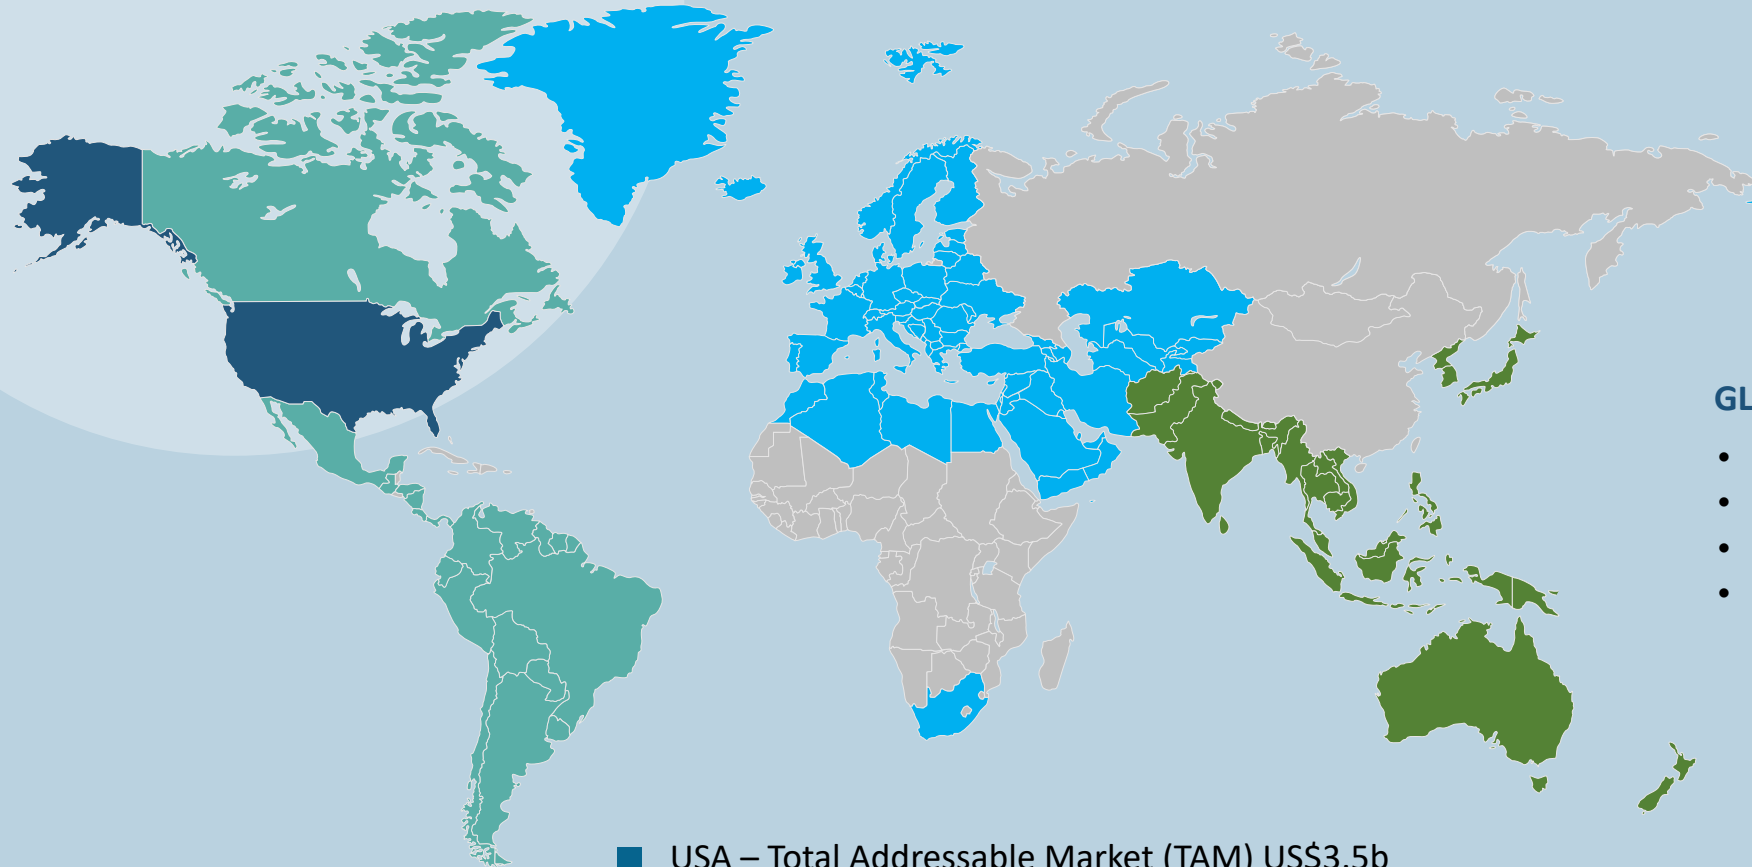 GL
USA – Total Addressable Market (TAM) US$3.5b